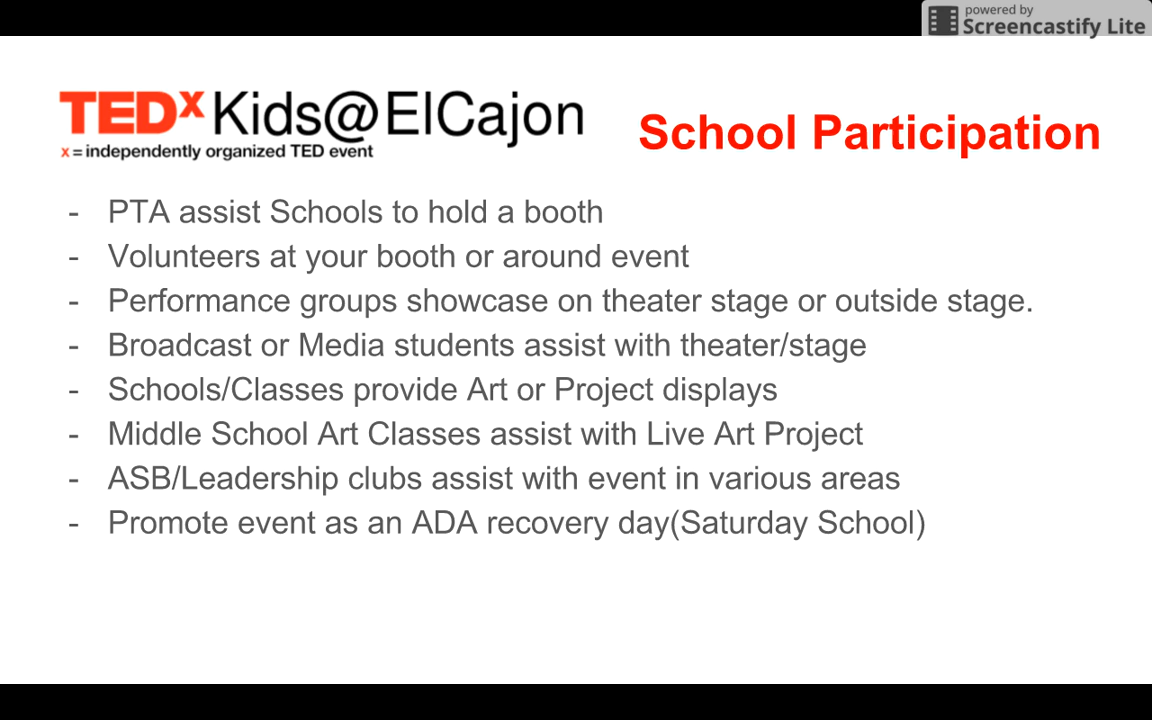 powered by
Screencastify Lite
TEDx Kids@ElCajon
x = independently organized TED event
School Participation
- PTA assist Schools to hold a booth
- Volunteers at your booth or around event
- Performance groups showcase on theater stage or outside stage.
- Broadcast or Media students assist with theater/stage
- Schools/Classes provide Art or Project displays
- Middle School Art Classes assist with Live Art Project
- ASB/Leadership clubs assist with event in various areas
- Promote event as an ADA recovery day(Saturday School)